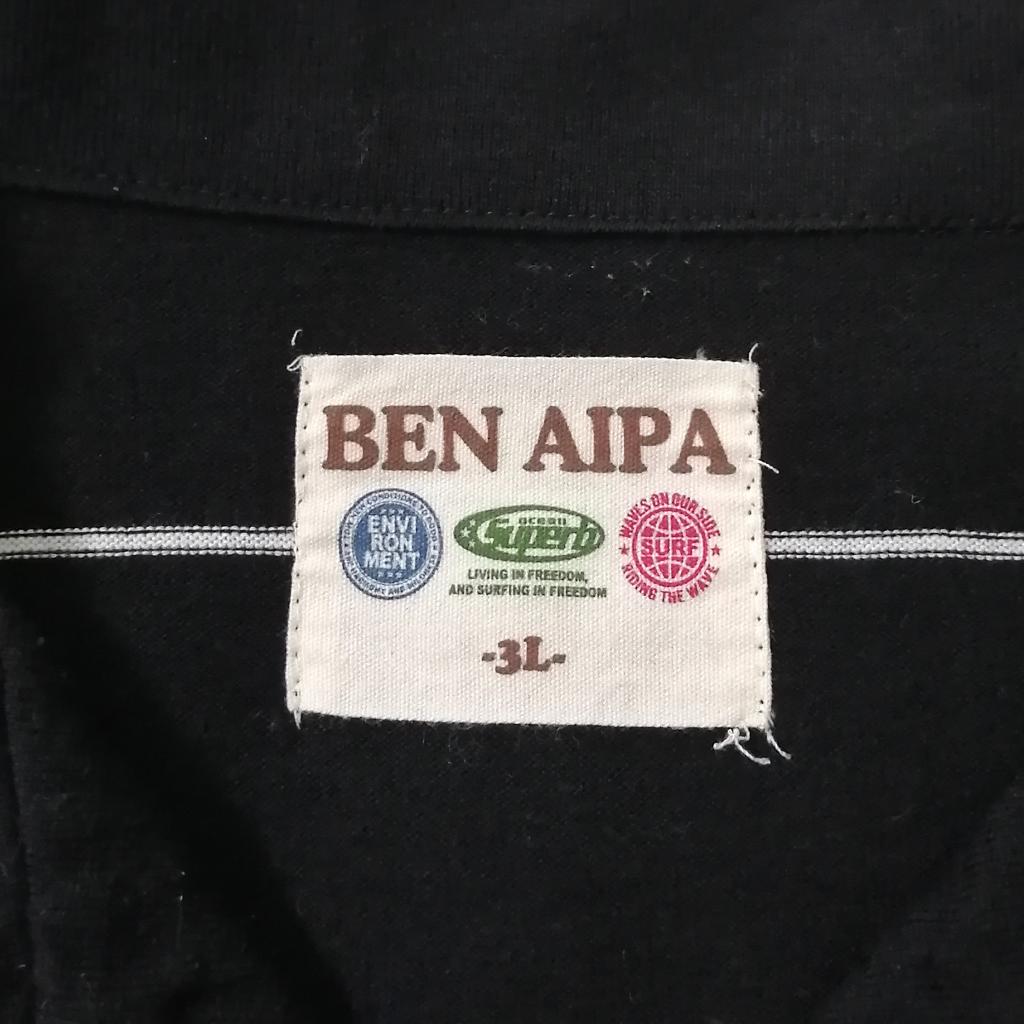 BEN AIPA
ENVI
RON
MENT
OCEAN
Superb
LIVING IN FREEDOM,
AND SURFING IN FREEDOM
WAVES ON OUR SIDE
SURF
RIDING THE WAVE
-3L-